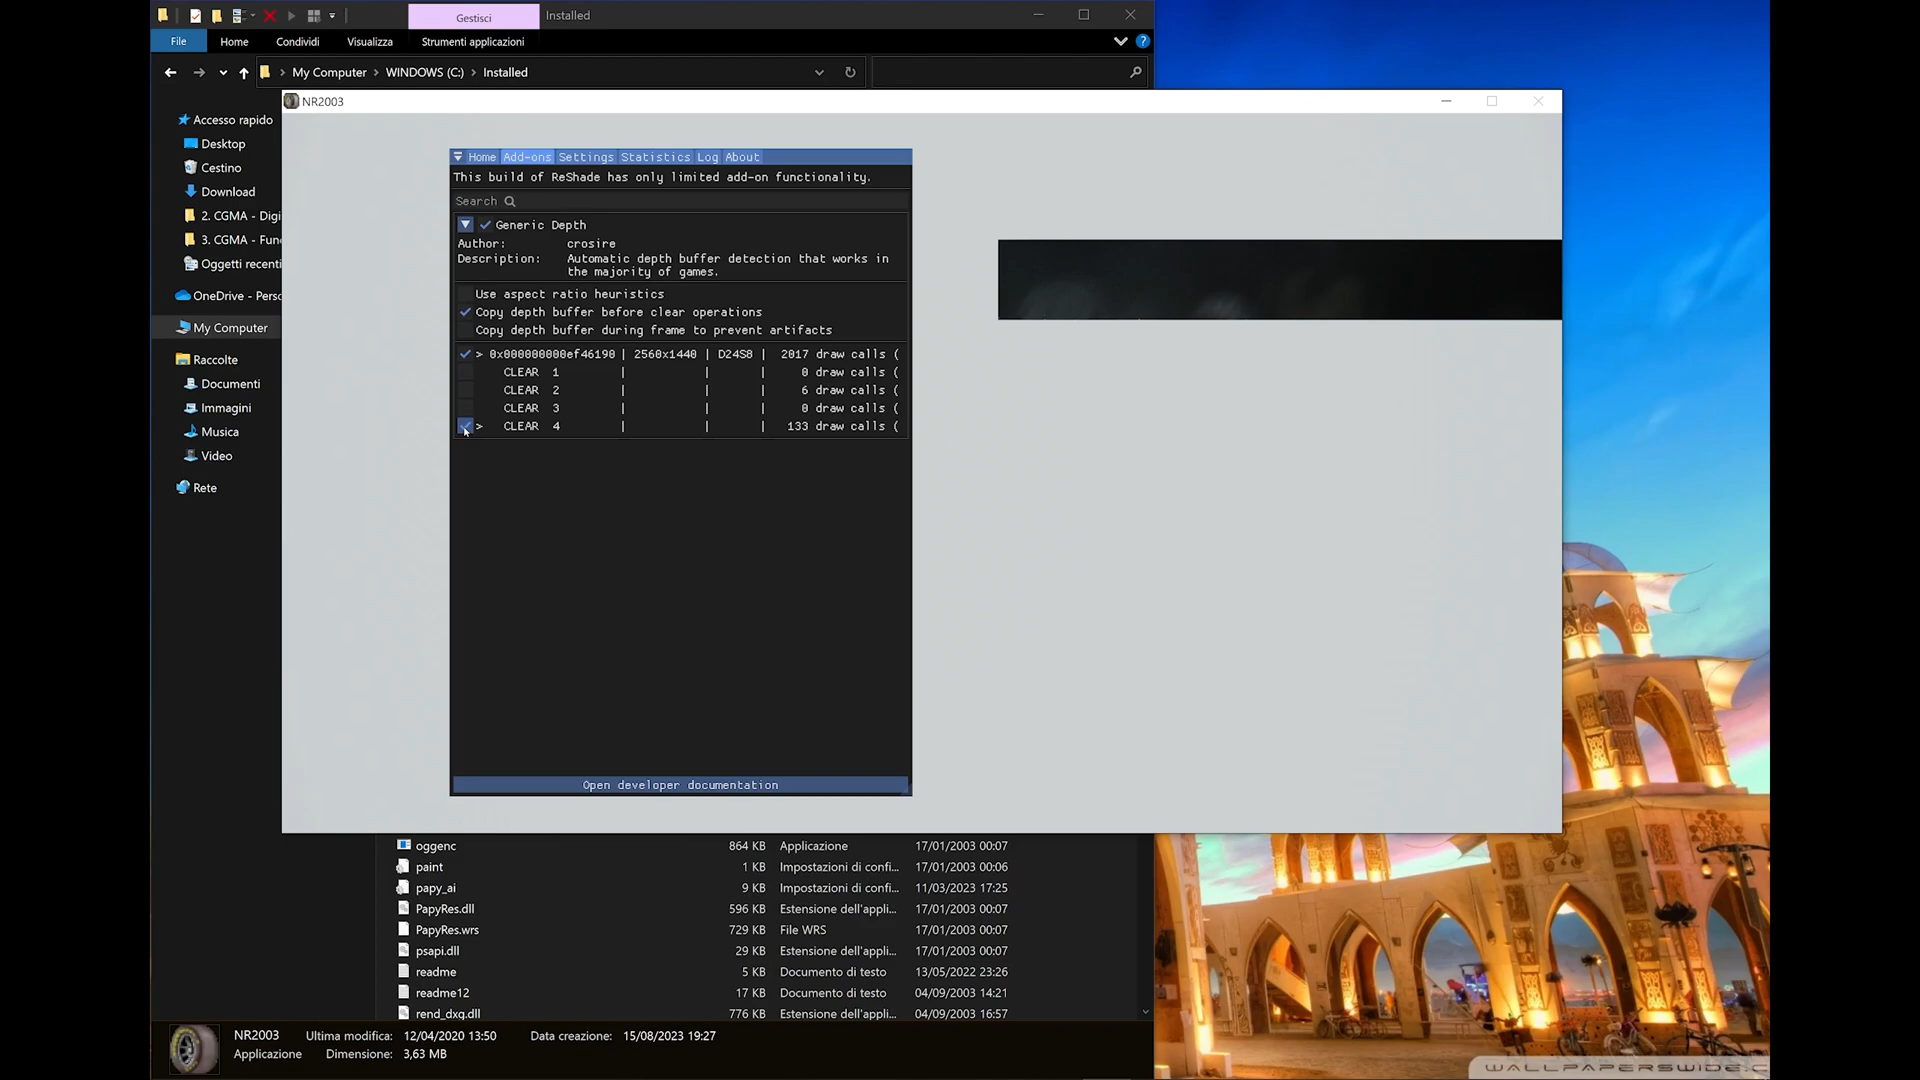 Gestisci
Installed
File
Home
Condividi
Visualizza
Strumenti applicazioni
My Computer
WINDOWS (C:)
Installed
NR2003
Accesso rapido
Desktop
Cestino
Download
2. CGMA - Digi
3. CGMA - Fun
Oggetti recenti
OneDrive - Pers
My Computer
Raccolte
Documenti
Immagini
Musica
Video
Rete
Home Add-ons Settings Statistics Log About
This build of ReShade has only limited add-on functionality.
Search
Generic Depth
Author: crosire
Description: Automatic depth buffer detection that works in
the majority of games.
Use aspect ratio heuristics
Copy depth buffer before clear operations
Copy depth buffer during frame to prevent artifacts
> 0x000000000ef46190 | 2560x1440 | D24S8 | 2017 draw calls (
CLEAR 1 | | | 0 draw calls (
CLEAR 2 | | | 6 draw calls (
CLEAR 3 | | | 0 draw calls (
> CLEAR 4 | | | 133 draw calls (
Open developer documentation
oggenc 864 KB Applicazione 17/01/2003 00:07
paint 1 KB Impostazioni di confi... 17/01/2003 00:06
papy_ai 9 KB Impostazioni di confi... 11/03/2023 17:25
PapyRes.dll 596 KB Estensione dell'appli... 17/01/2003 00:07
PapyRes.wrs 729 KB File WRS 17/01/2003 00:07
psapi.dll 29 KB Estensione dell'appli... 17/01/2003 00:07
readme 5 KB Documento di testo 13/05/2022 23:26
readme12 17 KB Documento di testo 04/09/2003 14:21
rend_dxg.dll 776 KB Estensione dell'appli... 04/09/2003 16:57
NR2003 Ultima modifica: 12/04/2020 13:50 Data creazione: 15/08/2023 19:27
Applicazione Dimensione: 3,63 MB
WALLPAPERSWIDE.C